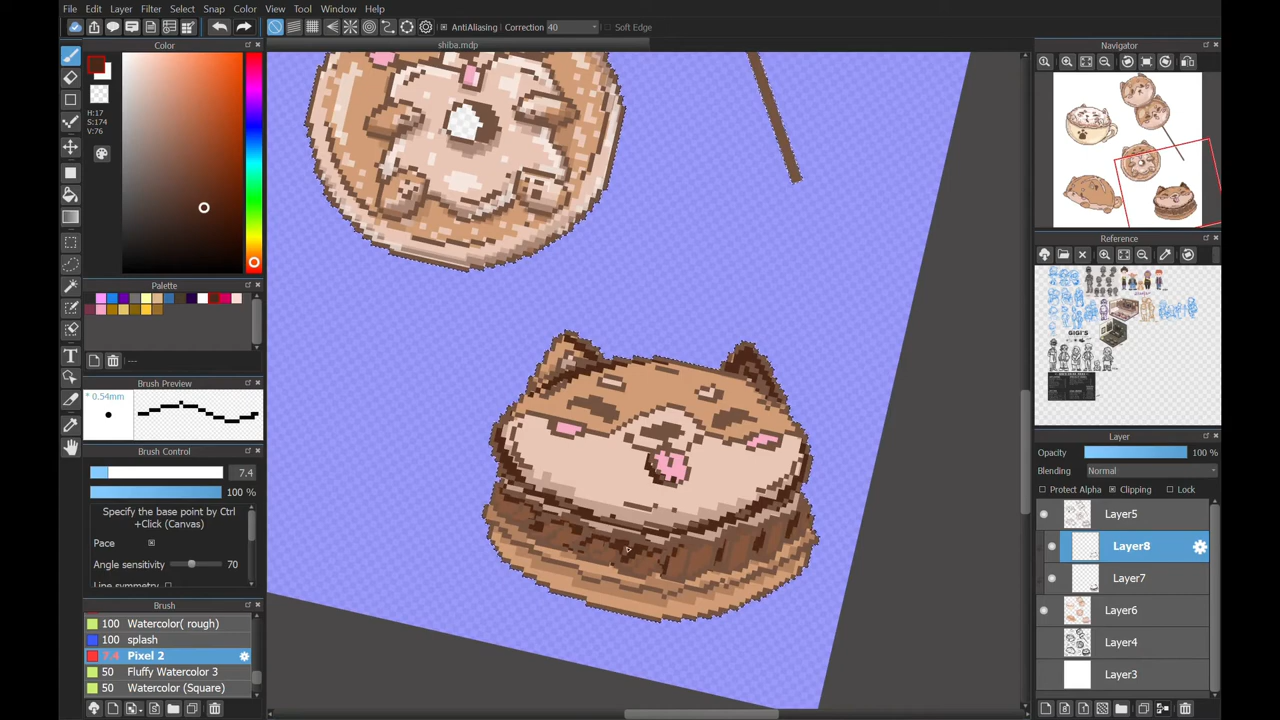 File Edit Layer Filter Select Snap Color View Tool Window Help
AntiAliasing Correction 40 Soft Edge
Color
shiba.mdp
Navigator
H:17
S:174
V:76
Reference
Palette
---
Brush Preview
* 0.54mm
GIGI'S
Brush Control
7.4
100 %
Specify the base point by Ctrl
+Click (Canvas)
Pace
Angle sensitivity 70
Line symmetry
Layer
Opacity 100 %
Blending Normal
Protect Alpha Clipping Lock
Layer5
Layer8
Layer7
Layer6
Layer4
Layer3
Brush
100 Watercolor( rough)
100 splash
7.4 Pixel 2
50 Fluffy Watercolor 3
50 Watercolor (Square)